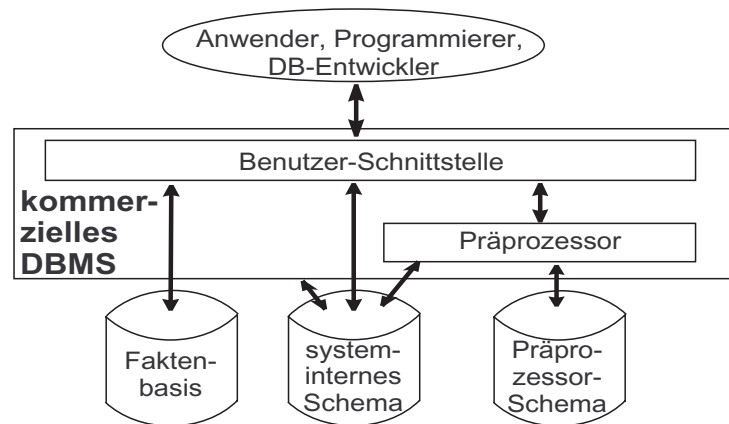 Anwender, Programmierer,
DB-Entwickler
Benutzer-Schnittstelle
kommer-
zielles
DBMS
Präprozessor
Fakten-
basis
system-
internes
Schema
Präpro-
zessor-
Schema